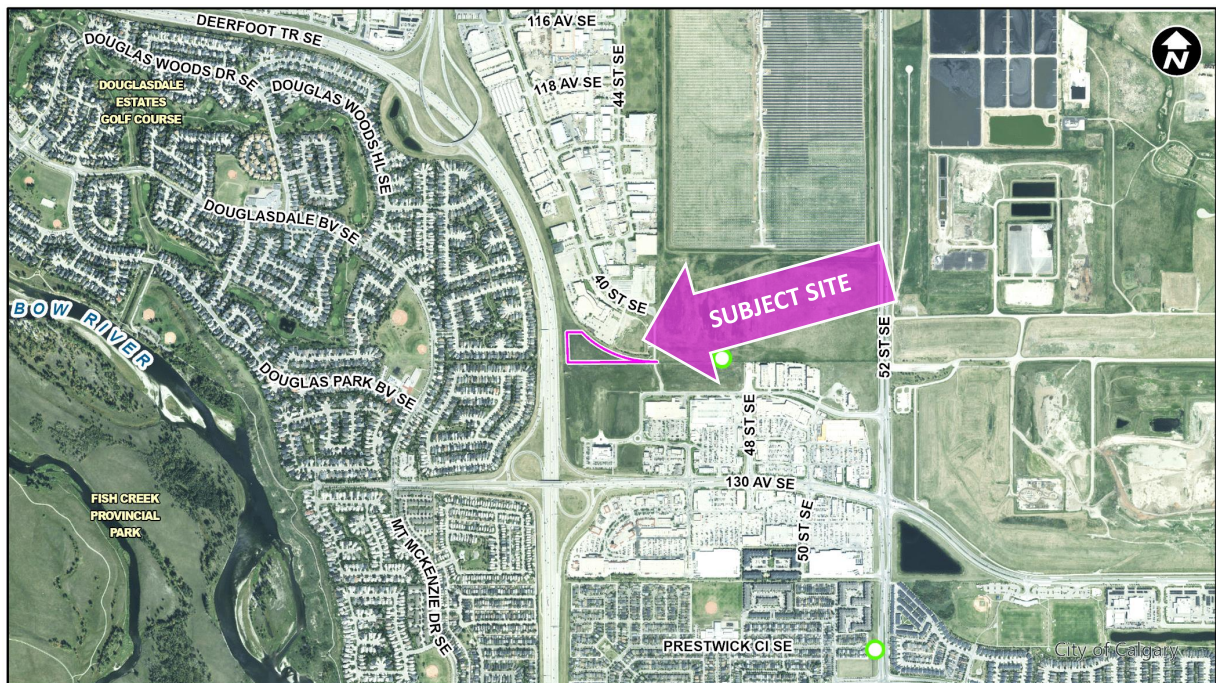 DEERFOOT TR SE
116 AV SE
44 ST SE
118 AV SE
DOUGLAS WOODS DR SE
DOUGLASDALE
ESTATES
GOLF COURSE
DOUGLAS WOODS HL SE
N
DOUGLASDALE BV SE
40 ST SE
SUBJECT SITE
BOW RIVER
52 ST SE
DOUGLAS PARK BV SE
48 ST SE
130 AV SE
FISH CREEK
PROVINCIAL
PARK
MT MCKENZIE DR SE
50 ST SE
PRESTWICK CI SE
City of Calgary